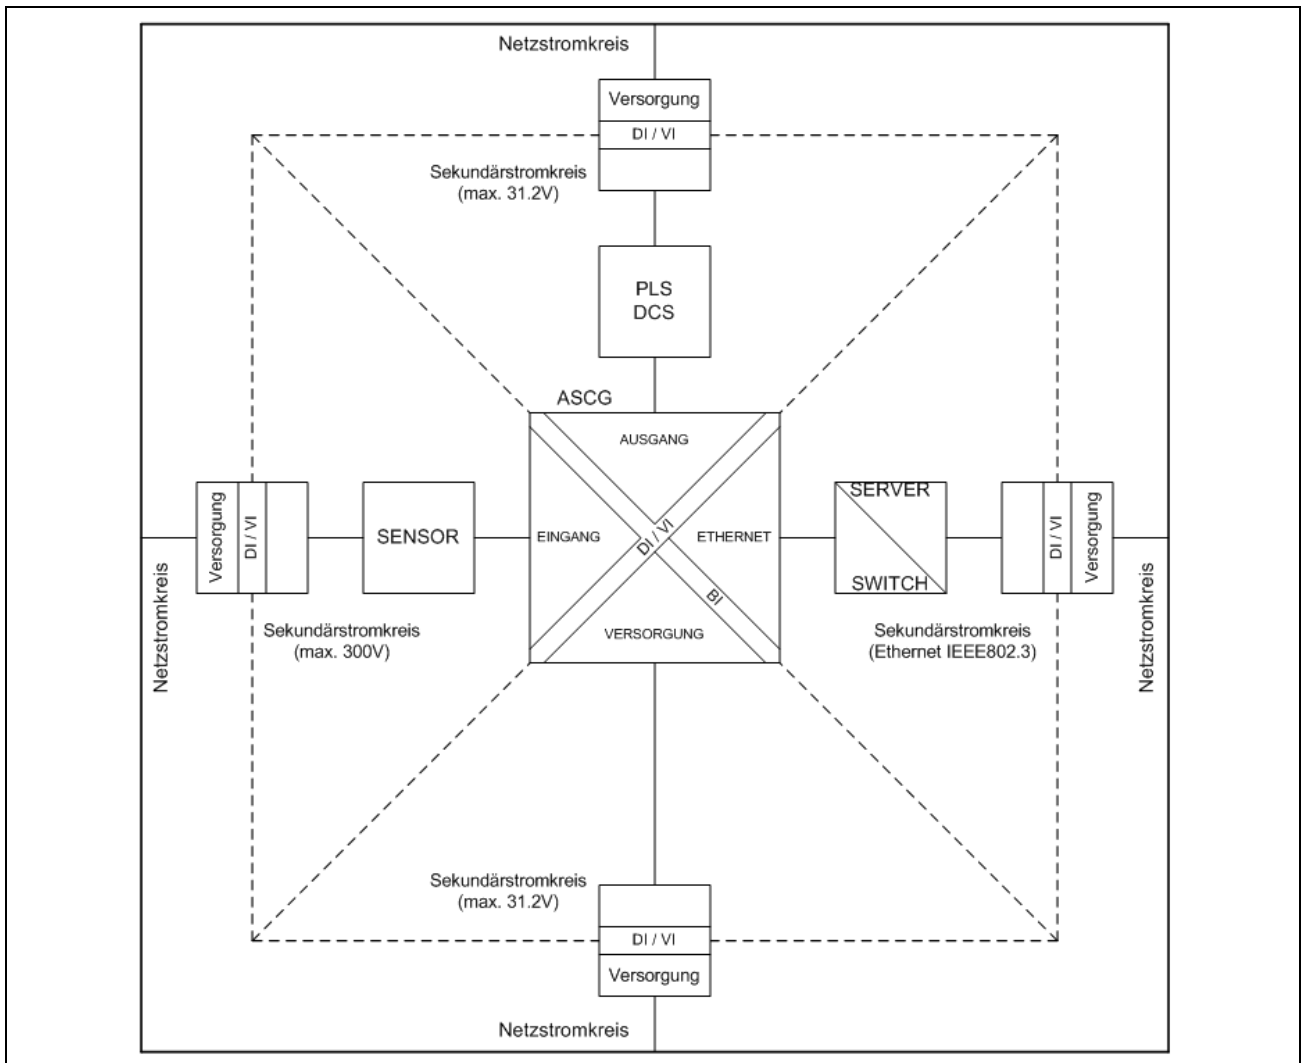 Netzstromkreis
Versorgung
DI / VI
Sekundärstromkreis
(max. 31.2V)
PLS
DCS
ASCG
AUSGANG
Versorgung
DI / VI
SENSOR
EINGANG
DI / VI
ETHERNET
SERVER
SWITCH
DI / VI
Versorgung
BI
VERSORGUNG
Netzstromkreis
Sekundärstromkreis
(max. 300V)
Sekundärstromkreis
(Ethernet IEEE802.3)
Netzstromkreis
Sekundärstromkreis
(max. 31.2V)
DI / VI
Versorgung
Netzstromkreis